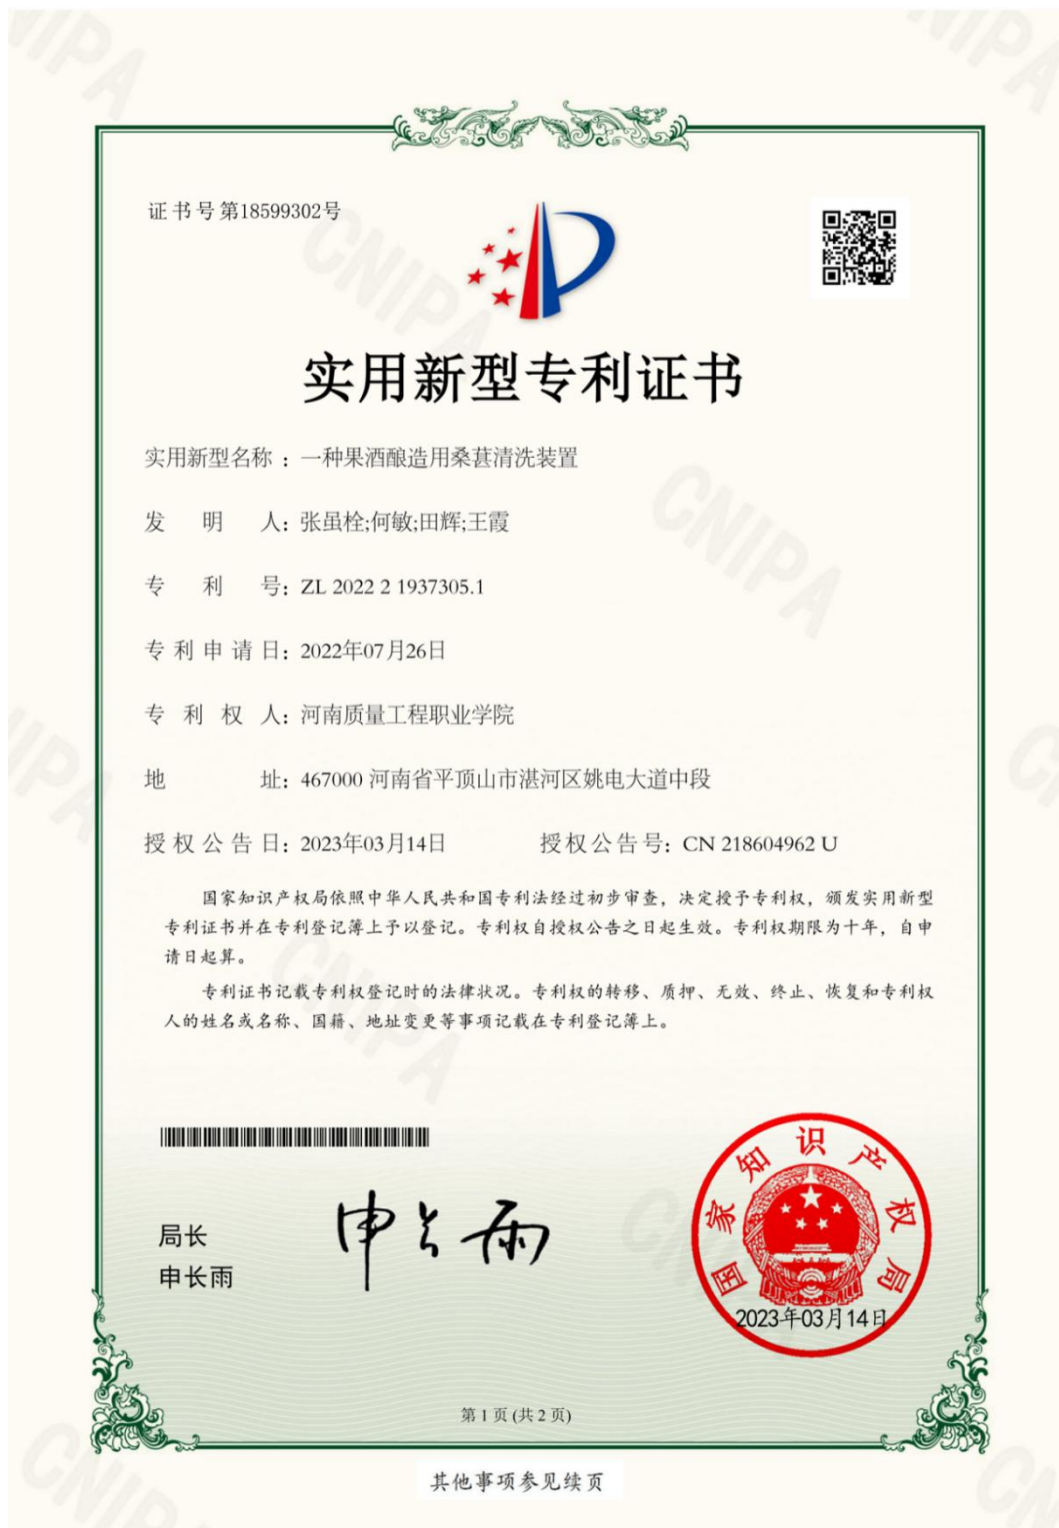 证书号第18599302号
实用新型专利证书
实用新型名称：一种果酒酿造用桑葚清洗装置
发明人：张虽栓;何敏;田辉;王霞
专利号：ZL 2022 2 1937305.1
专利申请日：2022年07月26日
专利权人：河南质量工程职业学院
地址：467000 河南省平顶山市湛河区姚电大道中段
授权公告日：2023年03月14日 授权公告号：CN 218604962 U
国家知识产权局依照中华人民共和国专利法经过初步审查，决定授予专利权，颁发实用新型
专利证书并在专利登记簿上予以登记。专利权自授权公告之日起生效。专利权期限为十年，自申
请日起算。
专利证书记载专利权登记时的法律状况。专利权的转移、质押、无效、终止、恢复和专利权
人的姓名或名称、国籍、地址变更等事项记载在专利登记簿上。
局长
申长雨
申长雨
国家知识产权局
2023年03月14日
第 1 页 (共 2 页)
其他事项参见续页
CNIPA
CNIPA
CNIPA
CNIPA
CNIPA
CNIPA
CNIPA
CNIPA